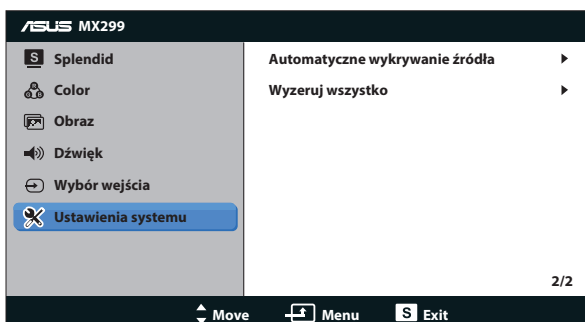 ASUS MX299
S Splendid
Color
Obraz
Dźwięk
Wybór wejścia
Ustawienia systemu
Automatyczne wykrywanie źródła
Wyzeruj wszystko
2/2
Move Menu S Exit